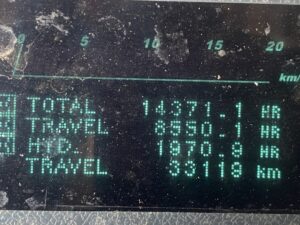 0 5 10 15 20
km/
TOTAL 14371.1 HR
TRAVEL 8550.1 HR
HYD. 1970.9 HR
TRAVEL 33119 km